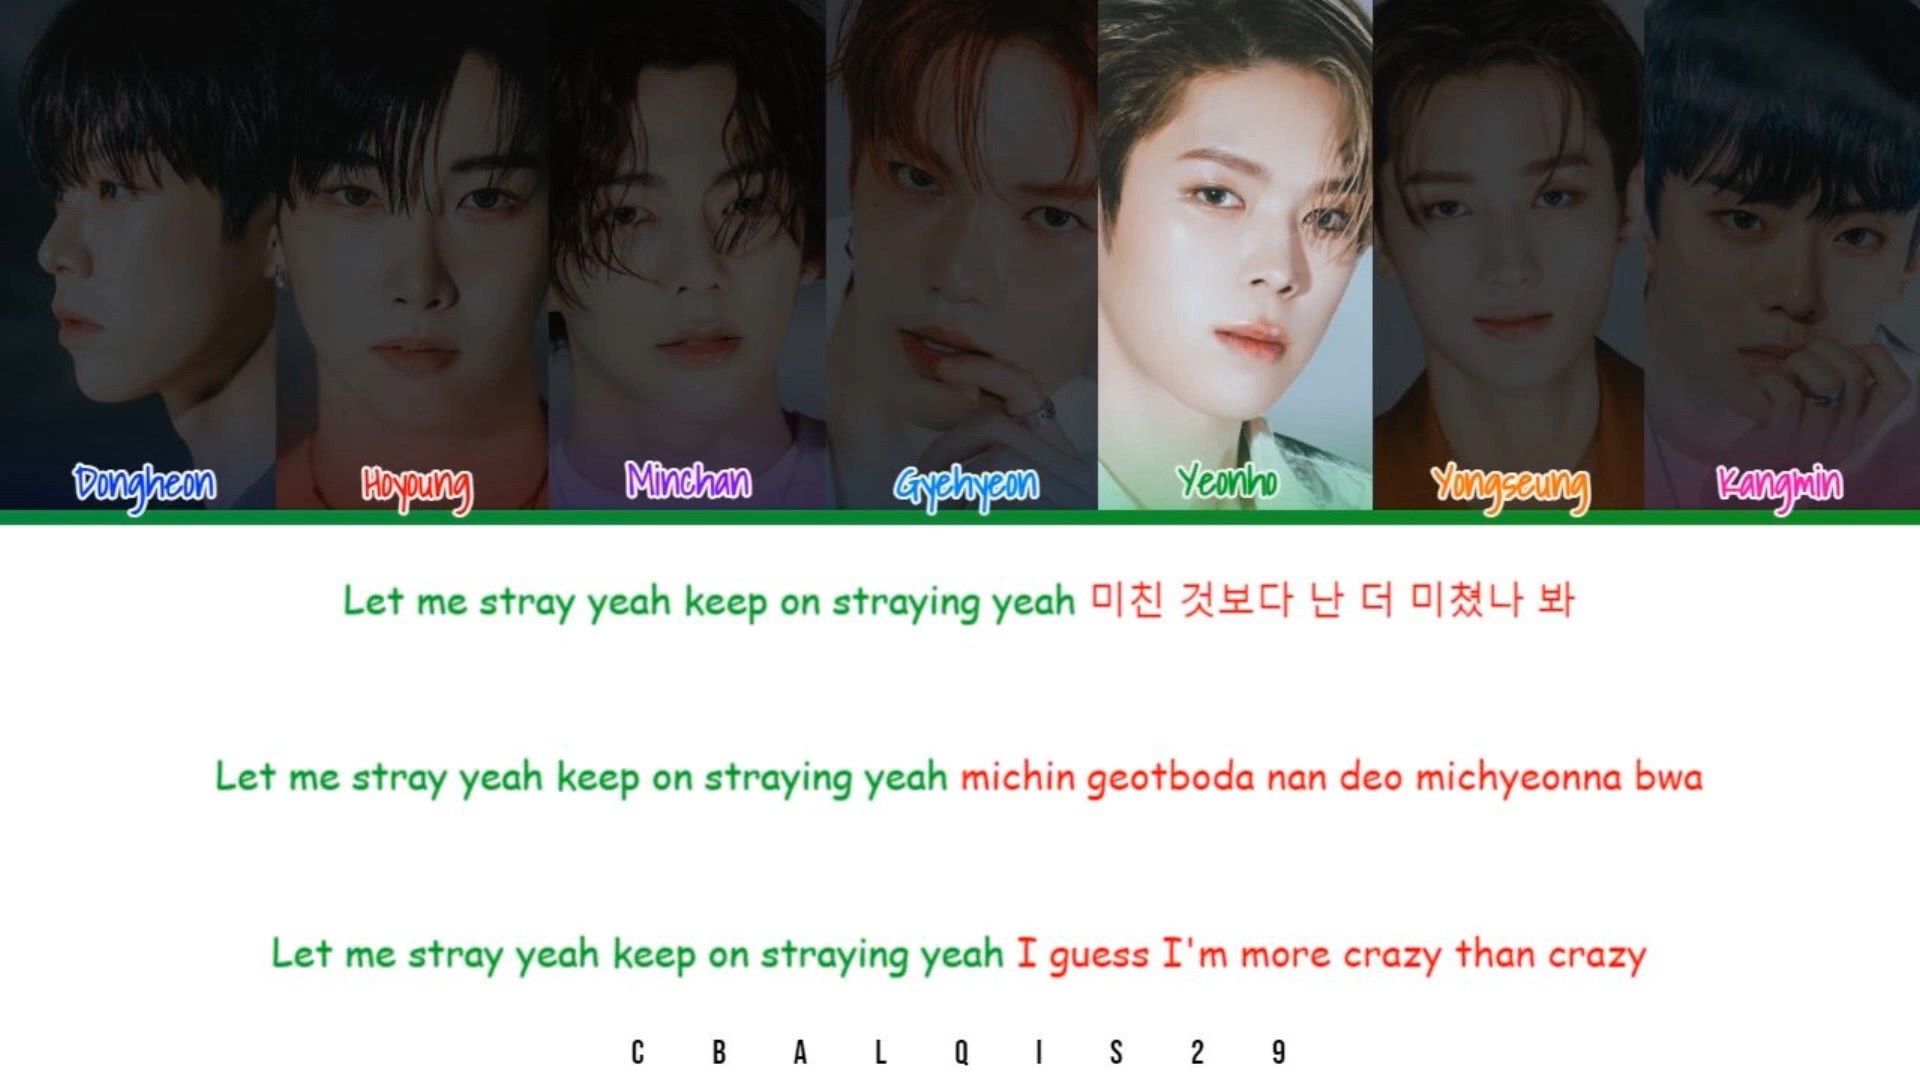 Dongheon Hoyoung Minchan Gyehyeon Yeonho Yongseung Kangmin
Let me stray yeah keep on straying yeah 미친 것보다 난 더 미쳤나 봐
Let me stray yeah keep on straying yeah michin geotboda nan deo michyeonna bwa
Let me stray yeah keep on straying yeah I guess I'm more crazy than crazy
C B A L Q I S 2 9